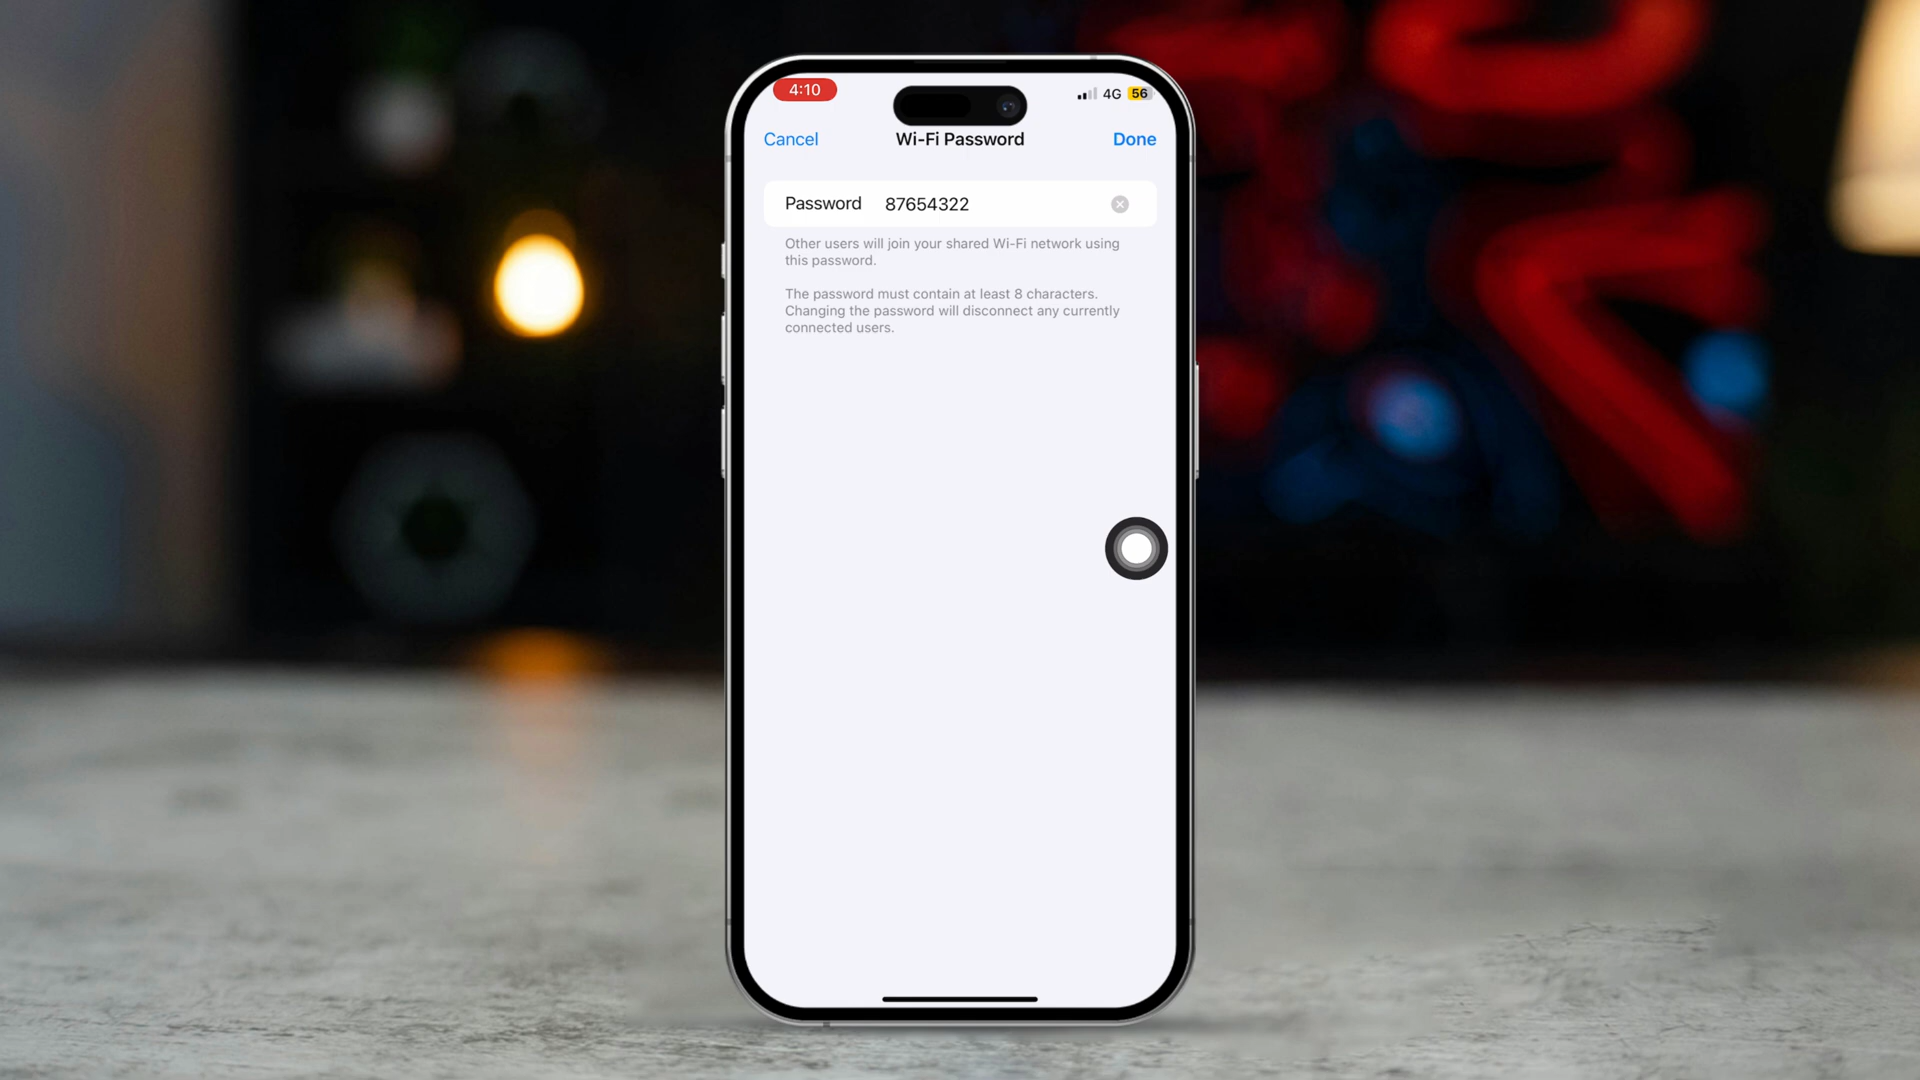 4:10
4G 56
Cancel Wi-Fi Password Done
Password 87654322
Other users will join your shared Wi-Fi network using
this password.
The password must contain at least 8 characters.
Changing the password will disconnect any currently
connected users.